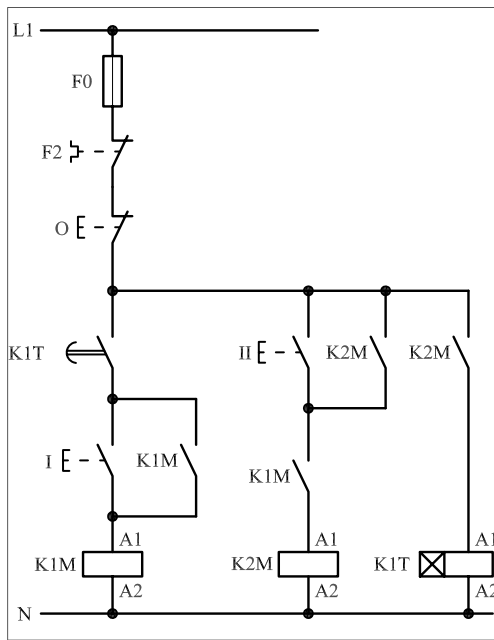 L1
F0
F2
O
K1T II K2M K2M
I K1M K1M
A1 A1 A1
K1M K2M K1T
A2 A2 A2
N